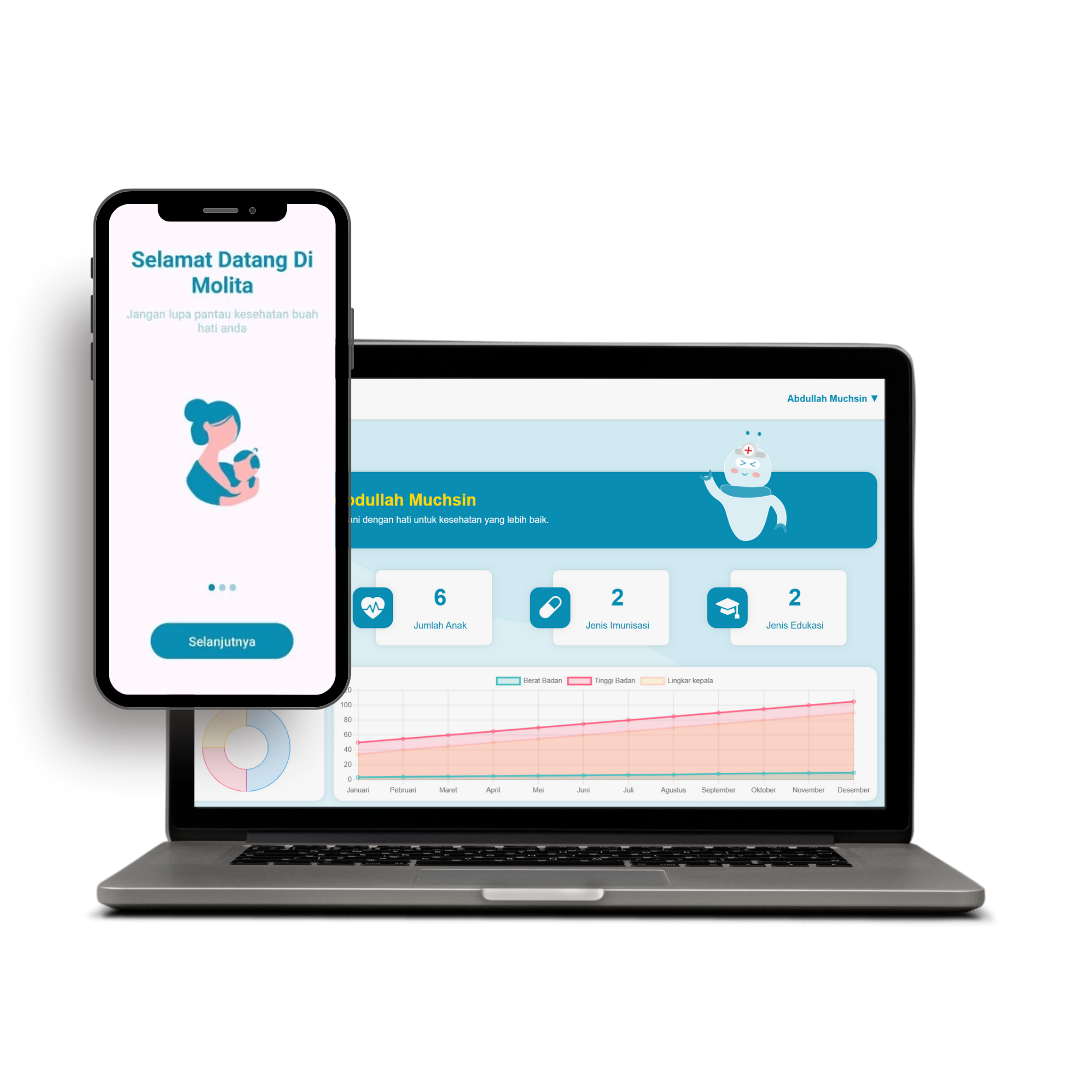 Selamat Datang Di
Molita
Jangan lupa pantau kesehatan buah
hati anda
Selanjutnya
Abdullah Muchsin ▼
bdullah Muchsin
ani dengan hati untuk kesehatan yang lebih baik.
6
Jumlah Anak
2
Jenis Imunisasi
2
Jenis Edukasi
Berat Badan Tinggi Badan Lingkar kepala
100
80
60
40
20
0
Januari Pebruari Maret April Mei Juni Juli Agustus September Oktober November Desember